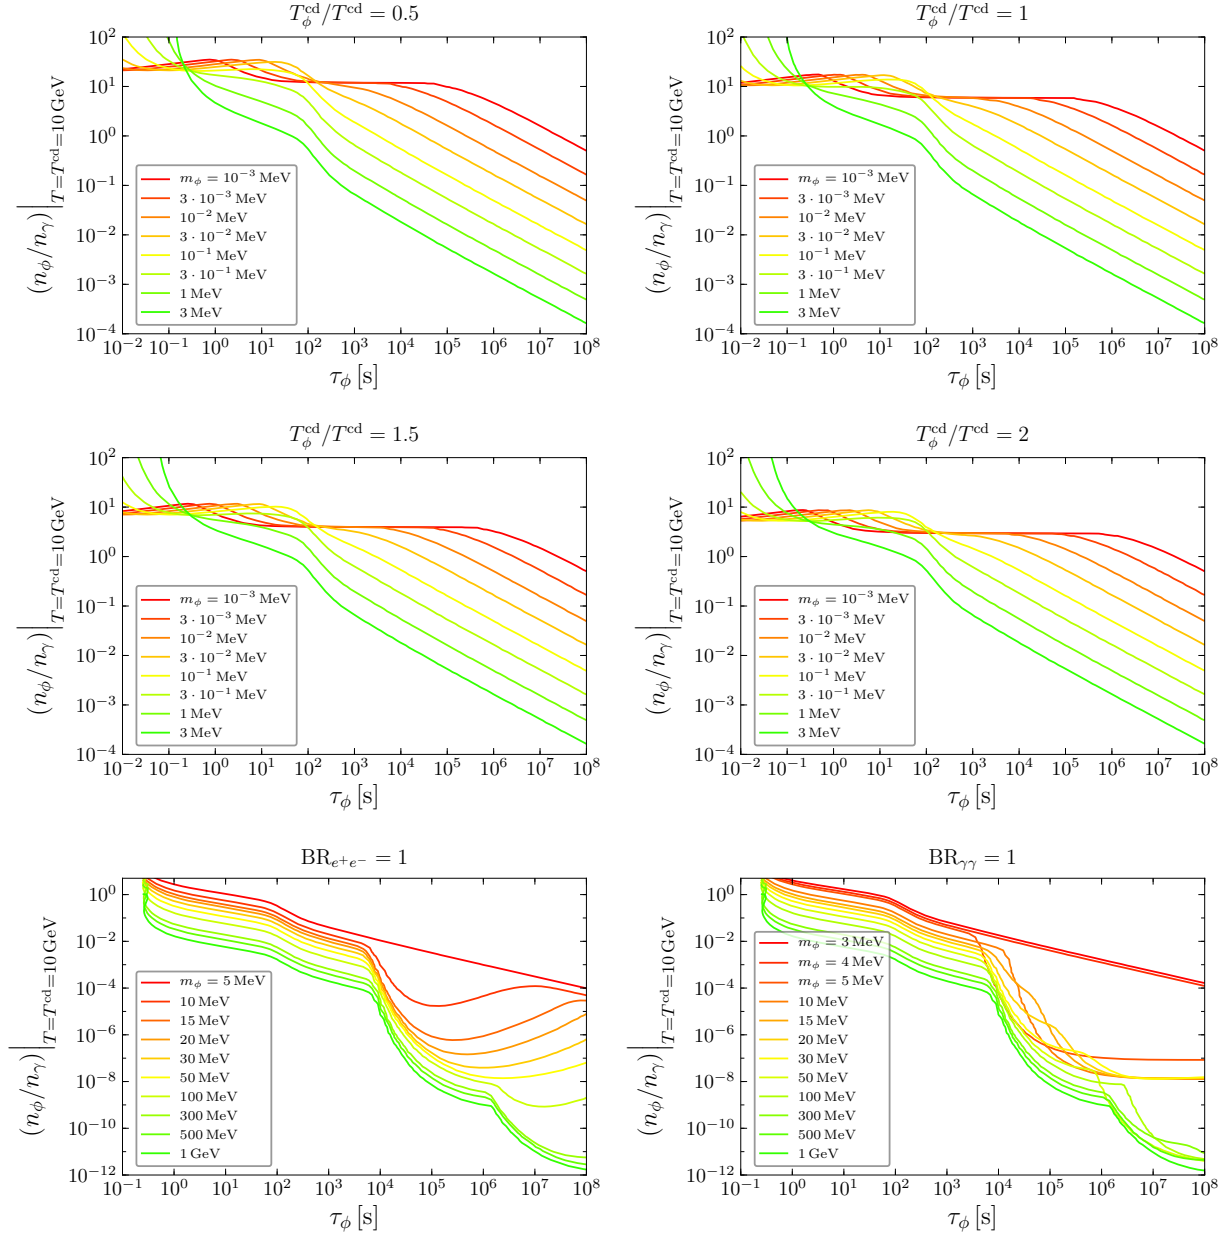 T_ϕ^cd/T^cd = 0.5
(n_ϕ/n_γ)|_{T=T^cd=10 GeV}
10^2
10^1
10^0
10^−1
10^−2
10^−3
10^−4
m_ϕ = 10^−3 MeV
3 · 10^−3 MeV
10^−2 MeV
3 · 10^−2 MeV
10^−1 MeV
3 · 10^−1 MeV
1 MeV
3 MeV
10^−2 10^−1 10^0 10^1 10^2 10^3 10^4 10^5 10^6 10^7 10^8
τ_ϕ [s]
T_ϕ^cd/T^cd = 1
(n_ϕ/n_γ)|_{T=T^cd=10 GeV}
10^2
10^1
10^0
10^−1
10^−2
10^−3
10^−4
m_ϕ = 10^−3 MeV
3 · 10^−3 MeV
10^−2 MeV
3 · 10^−2 MeV
10^−1 MeV
3 · 10^−1 MeV
1 MeV
3 MeV
10^−2 10^−1 10^0 10^1 10^2 10^3 10^4 10^5 10^6 10^7 10^8
τ_ϕ [s]
T_ϕ^cd/T^cd = 1.5
(n_ϕ/n_γ)|_{T=T^cd=10 GeV}
10^2
10^1
10^0
10^−1
10^−2
10^−3
10^−4
m_ϕ = 10^−3 MeV
3 · 10^−3 MeV
10^−2 MeV
3 · 10^−2 MeV
10^−1 MeV
3 · 10^−1 MeV
1 MeV
3 MeV
10^−2 10^−1 10^0 10^1 10^2 10^3 10^4 10^5 10^6 10^7 10^8
τ_ϕ [s]
T_ϕ^cd/T^cd = 2
(n_ϕ/n_γ)|_{T=T^cd=10 GeV}
10^2
10^1
10^0
10^−1
10^−2
10^−3
10^−4
m_ϕ = 10^−3 MeV
3 · 10^−3 MeV
10^−2 MeV
3 · 10^−2 MeV
10^−1 MeV
3 · 10^−1 MeV
1 MeV
3 MeV
10^−2 10^−1 10^0 10^1 10^2 10^3 10^4 10^5 10^6 10^7 10^8
τ_ϕ [s]
BR_{e^+e^−} = 1
(n_ϕ/n_γ)|_{T=T^cd=10 GeV}
10^0
10^−2
10^−4
10^−6
10^−8
10^−10
10^−12
m_ϕ = 5 MeV
10 MeV
15 MeV
20 MeV
30 MeV
50 MeV
100 MeV
300 MeV
500 MeV
1 GeV
10^−1 10^0 10^1 10^2 10^3 10^4 10^5 10^6 10^7 10^8
τ_ϕ [s]
BR_γγ = 1
(n_ϕ/n_γ)|_{T=T^cd=10 GeV}
10^0
10^−2
10^−4
10^−6
10^−8
10^−10
10^−12
m_ϕ = 3 MeV
m_ϕ = 4 MeV
m_ϕ = 5 MeV
10 MeV
15 MeV
20 MeV
30 MeV
50 MeV
100 MeV
300 MeV
500 MeV
1 GeV
10^−1 10^0 10^1 10^2 10^3 10^4 10^5 10^6 10^7 10^8
τ_ϕ [s]